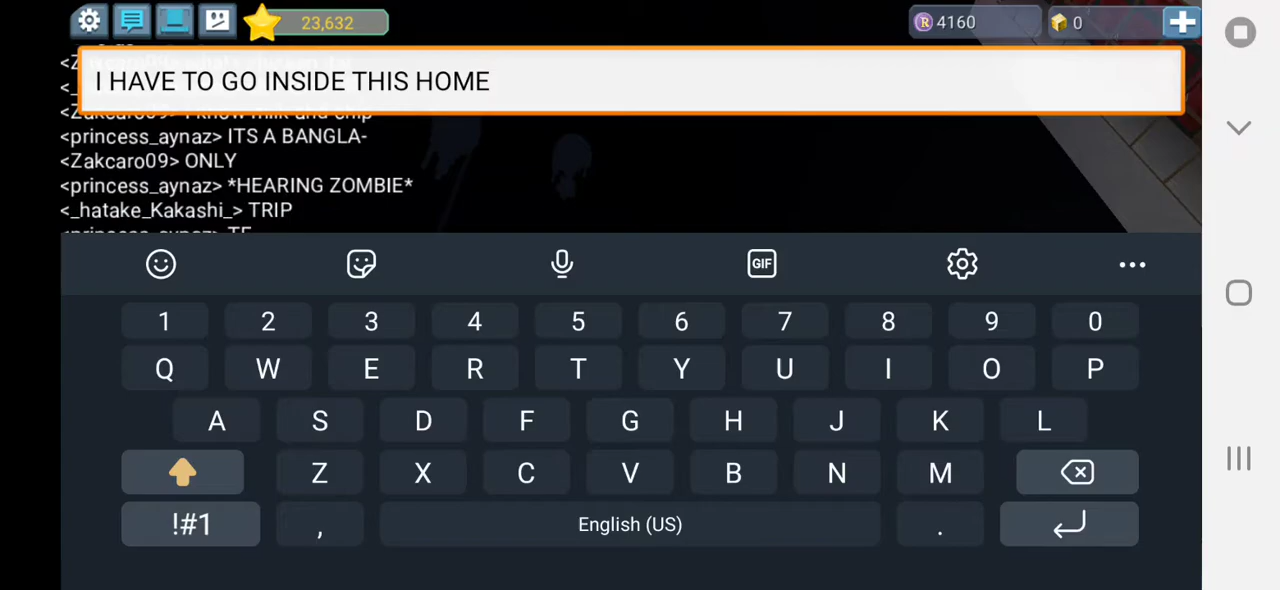 23,632
4160
0
I HAVE TO GO INSIDE THIS HOME
<princess_aynaz> ITS A BANGLA-
<Zakcaro09> ONLY
<princess_aynaz> *HEARING ZOMBIE*
<_hatake_Kakashi_> TRIP
GIF
1 2 3 4 5 6 7 8 9 0
Q W E R T Y U I O P
A S D F G H J K L
Z X C V B N M
!#1 , English (US) .